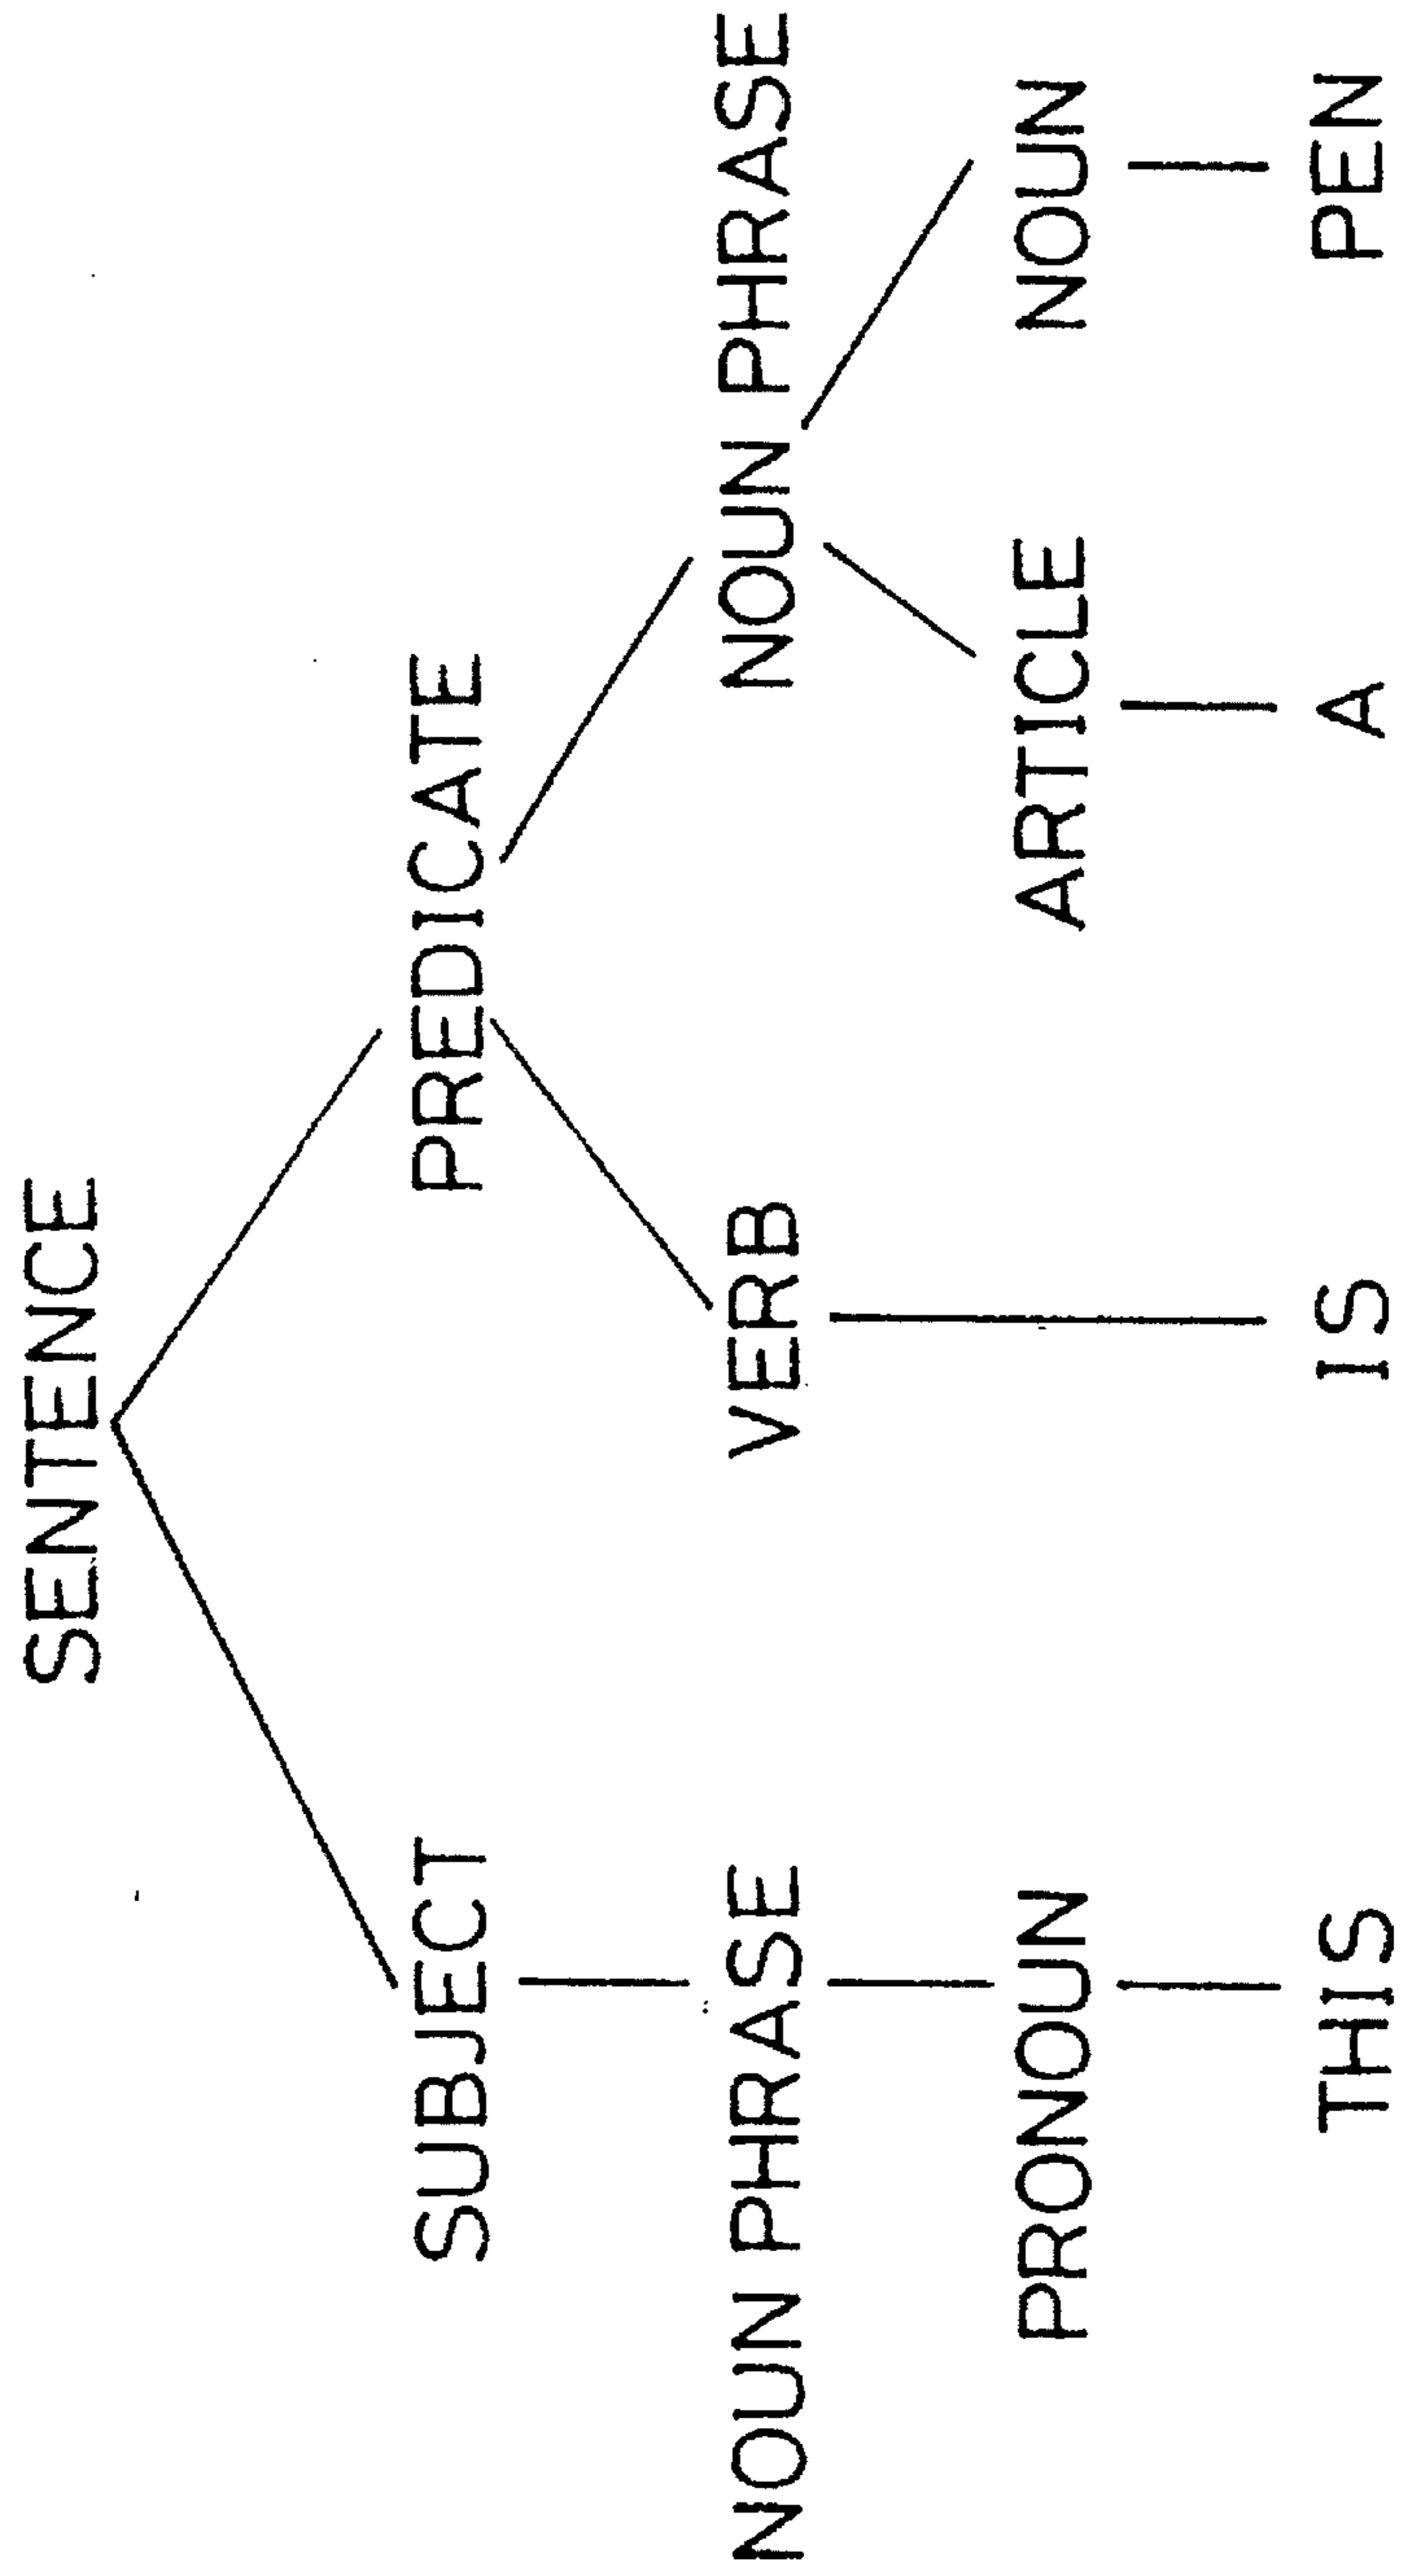 SENTENCE
SUBJECT PREDICATE
NOUN PHRASE VERB NOUN PHRASE
PRONOUN ARTICLE NOUN
THIS IS A PEN